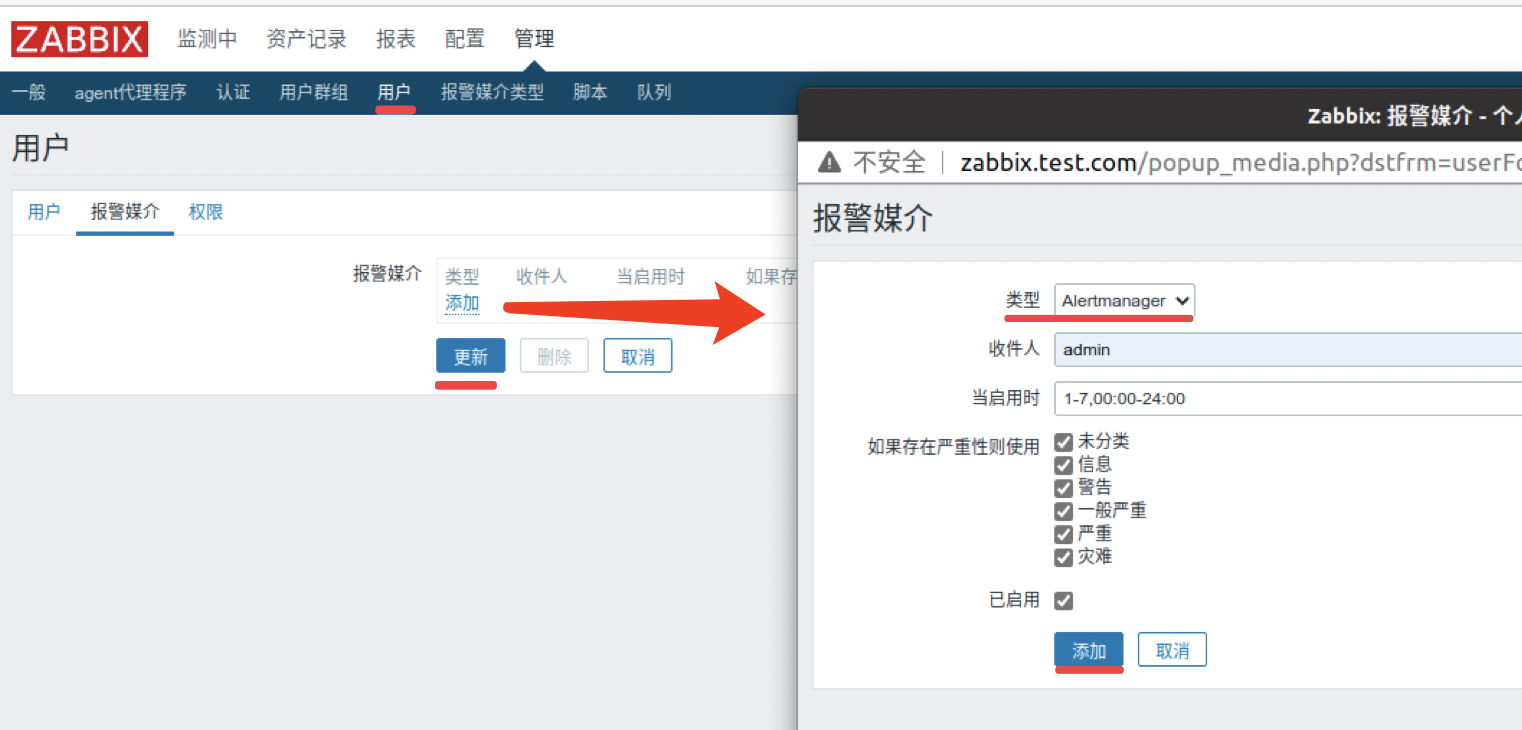 ZABBIX 监测中 资产记录 报表 配置 管理
一般 agent代理程序 认证 用户群组 用户 报警媒介类型 脚本 队列
用户
用户 报警媒介 权限
报警媒介 类型 收件人 当启用时 如果存
添加
更新 删除 取消
Zabbix: 报警媒介 - 个
不安全 zabbix.test.com/popup_media.php?dstfrm=userFo
报警媒介
类型 Alertmanager
收件人 admin
当启用时 1-7,00:00-24:00
如果存在严重性则使用 未分类
信息
警告
一般严重
严重
灾难
已启用
添加 取消